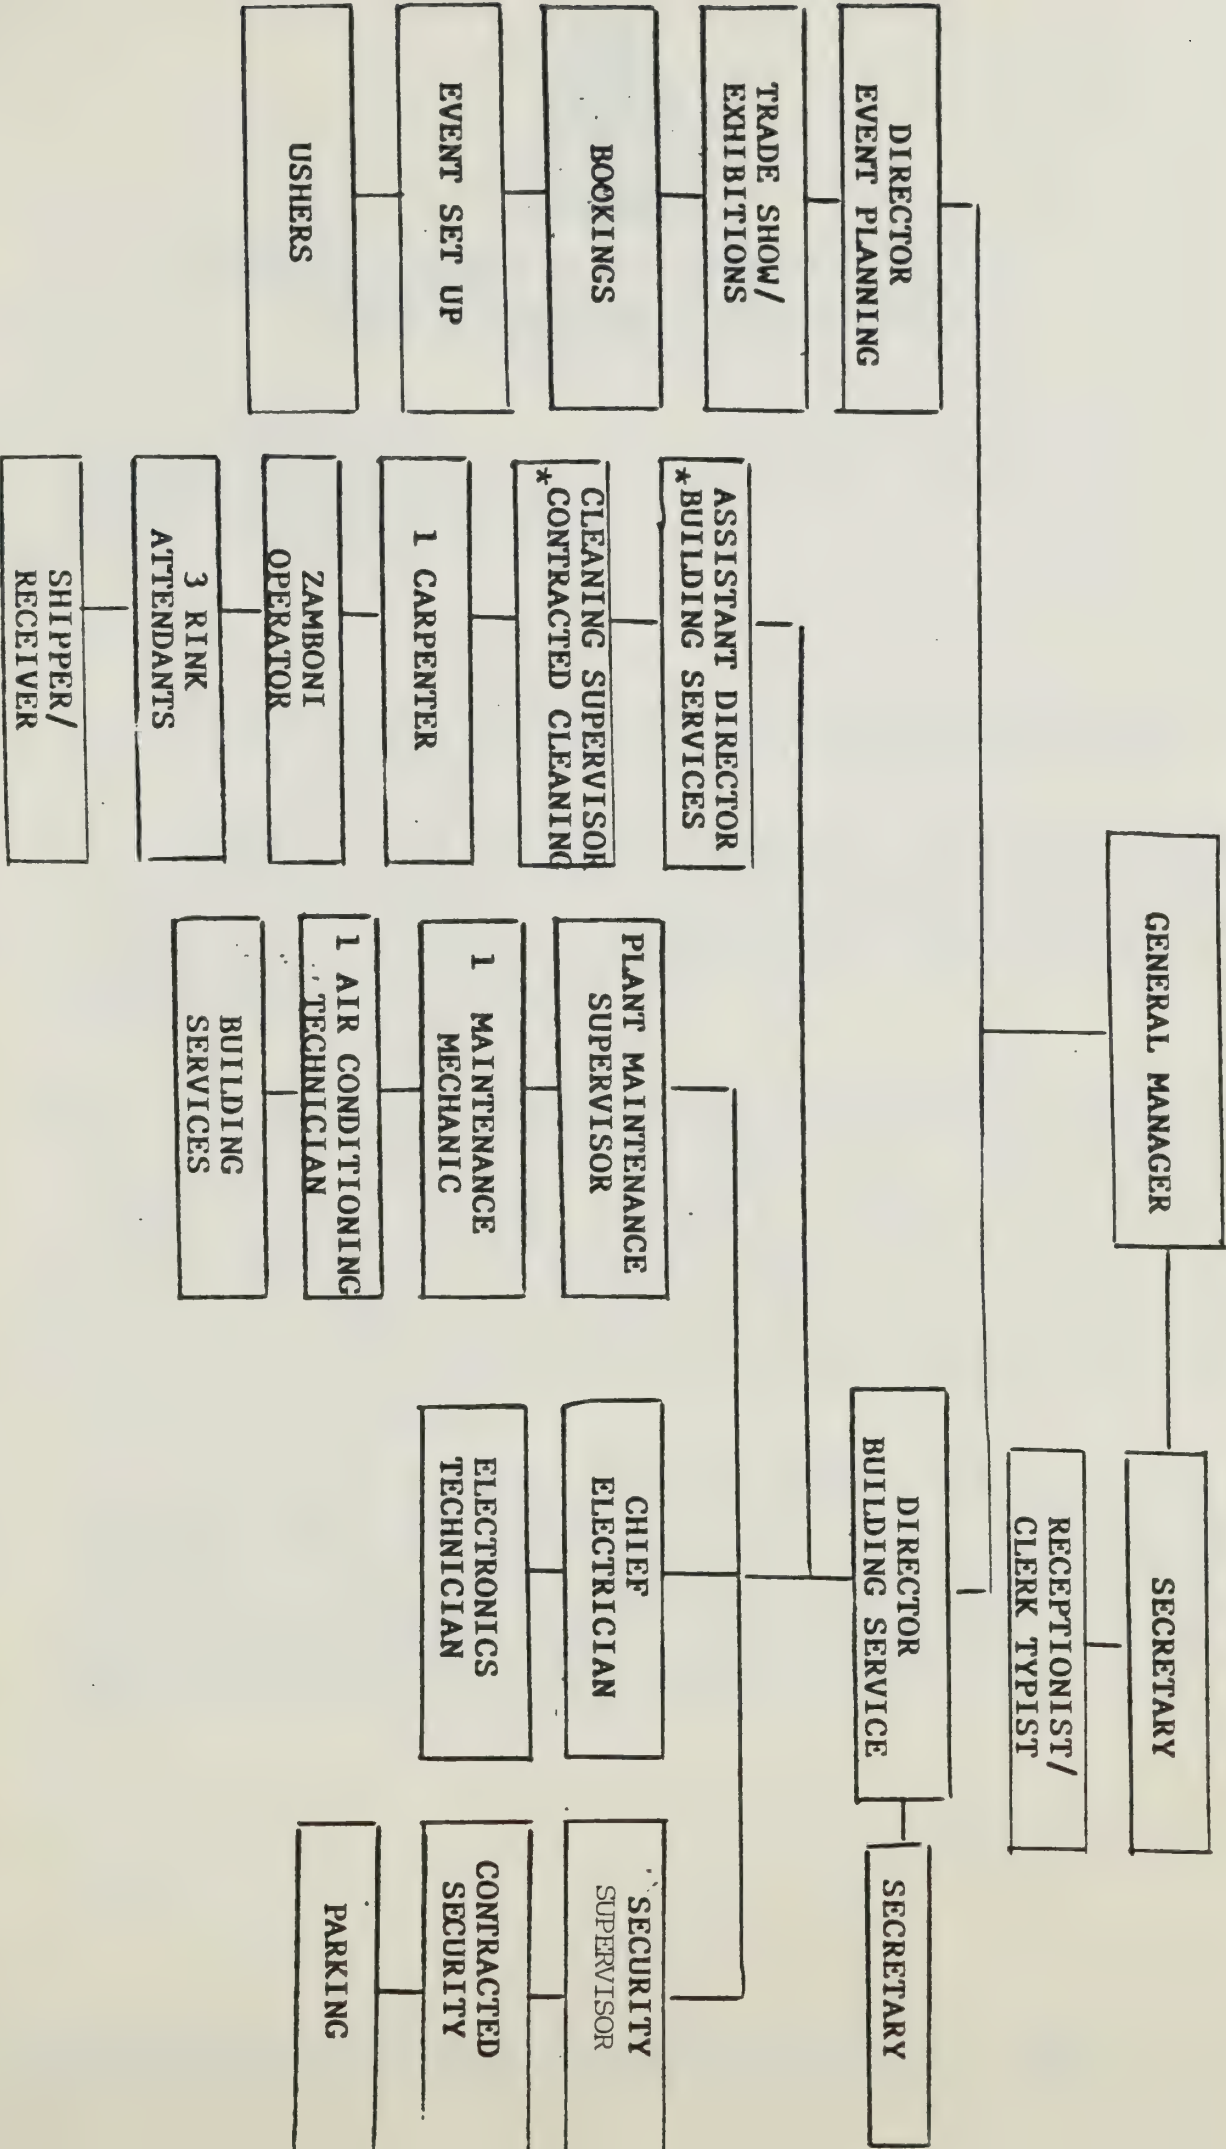 GENERAL MANAGER
SECRETARY
RECEPTIONIST/
CLERK TYPIST
DIRECTOR
EVENT PLANNING
TRADE SHOW/
EXHIBITIONS
BOOKINGS
EVENT SET UP
USHERS
DIRECTOR
BUILDING SERVICE
SECRETARY
ASSISTANT DIRECTOR
*BUILDING SERVICES
CLEANING SUPERVISOR
*CONTRACTED CLEANING
1 CARPENTER
ZAMBONI
OPERATOR
3 RINK
ATTENDANTS
SHIPPER/
RECEIVER
PLANT MAINTENANCE
SUPERVISOR
1 MAINTENANCE
MECHANIC
1 AIR CONDITIONING
TECHNICIAN
BUILDING
SERVICES
CHIEF
ELECTRICIAN
ELECTRONICS
TECHNICIAN
SECURITY
SUPERVISOR
CONTRACTED
SECURITY
PARKING